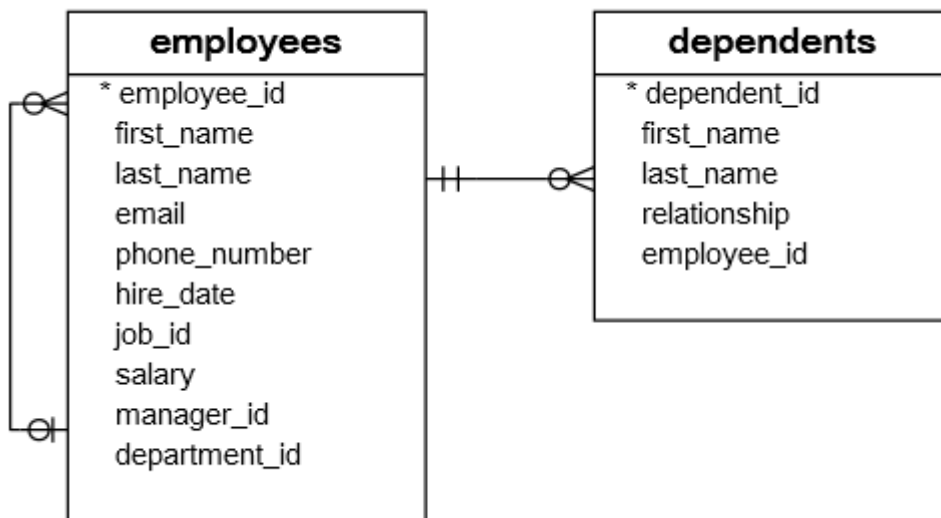 employees
* employee_id
first_name
last_name
email
phone_number
hire_date
job_id
salary
manager_id
department_id
dependents
* dependent_id
first_name
last_name
relationship
employee_id